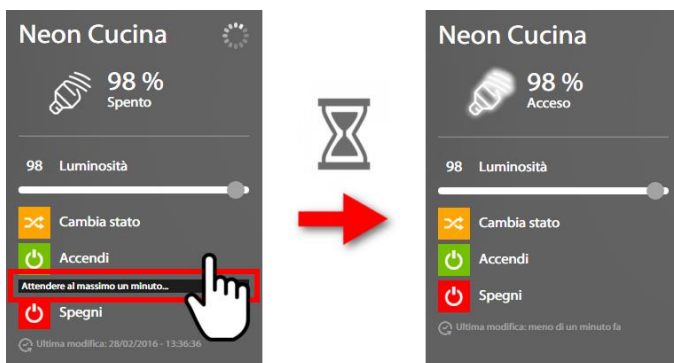 Neon Cucina
98 %
Spento
98 Luminosità
Cambia stato
Accendi
Attendere al massimo un minuto...
Spegni
Ultima modifica: 28/02/2016 - 13:36:36
Neon Cucina
98 %
Acceso
98 Luminosità
Cambia stato
Accendi
Spegni
Ultima modifica: meno di un minuto fa